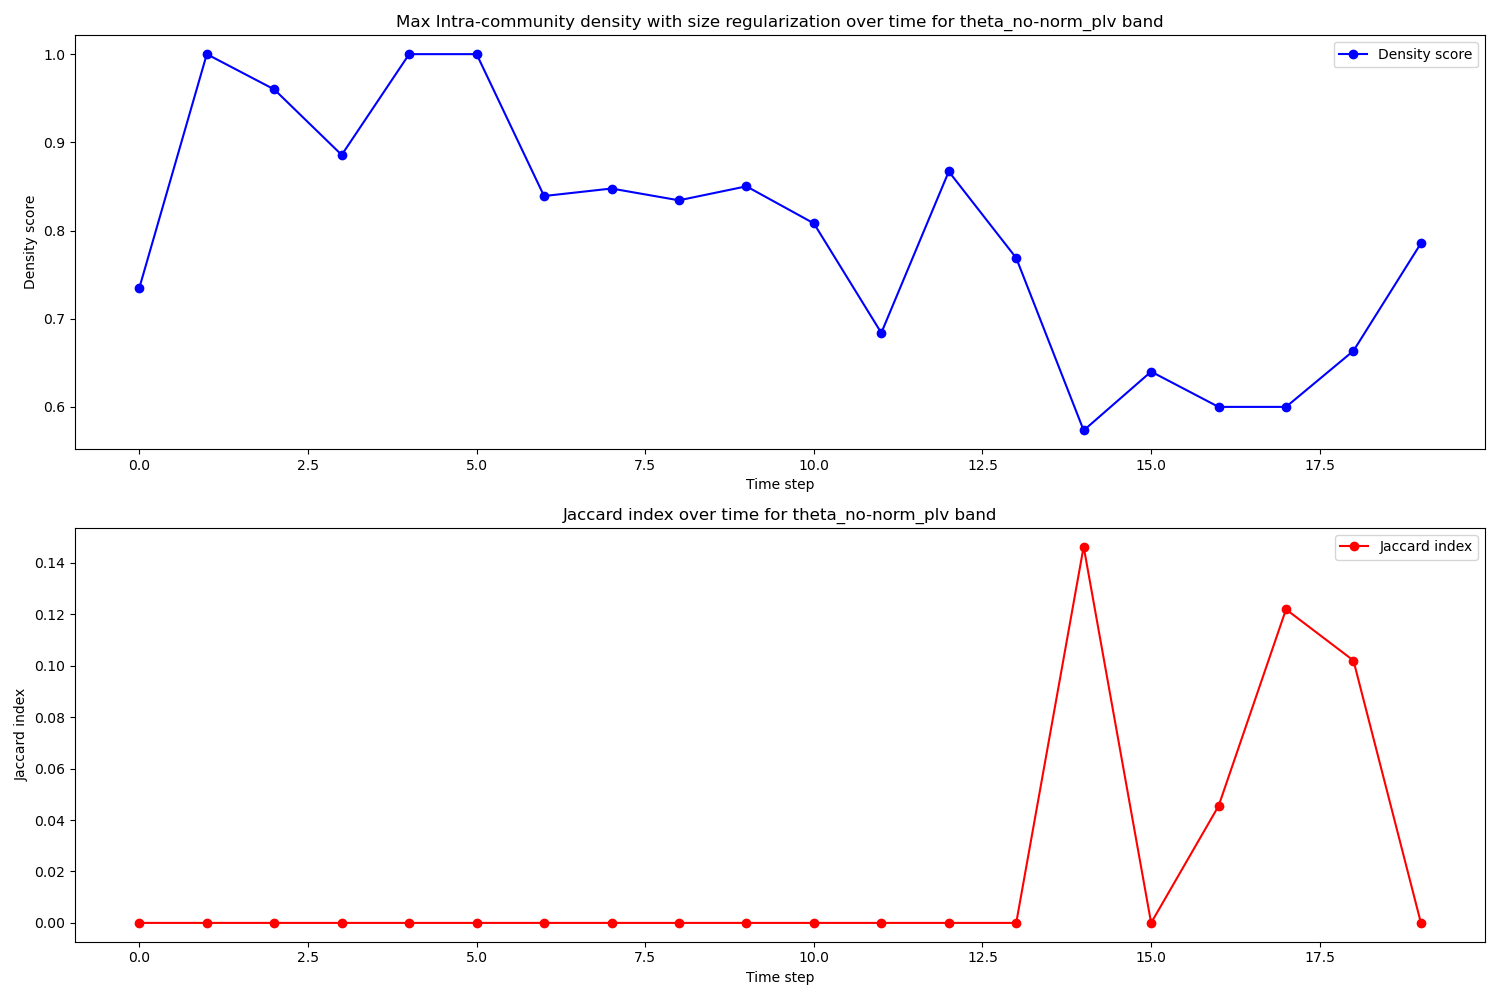 Max Intra-community density with size regularization over time for theta_no-norm_plv band
Density score
1.0
0.9
0.8
0.7
0.6
Density score
0.0 2.5 5.0 7.5 10.0 12.5 15.0 17.5
Time step
Jaccard index over time for theta_no-norm_plv band
Jaccard index
0.14
0.12
0.10
0.08
0.06
0.04
0.02
0.00
Jaccard index
0.0 2.5 5.0 7.5 10.0 12.5 15.0 17.5
Time step